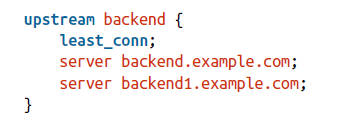 upstream backend {
    least_conn;
    server backend.example.com;
    server backend1.example.com;
}